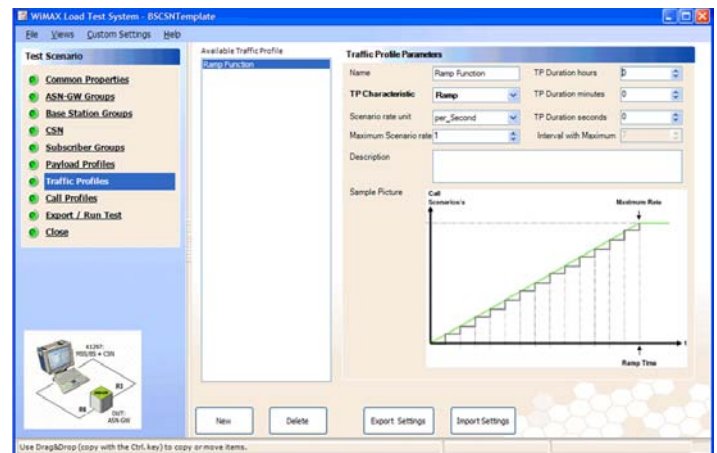 WiMAX Load Test System - BSCSNTemplate
File Views Custom Settings Help
Test Scenario
Common Properties
ASN-GW Groups
Base Station Groups
CSN
Subscriber Groups
Payload Profiles
Traffic Profiles
Call Profiles
Export / Run Test
Close
K1297:
MSS/BS + CSN
R3
R6
DUT:
ASN-GW
Available Traffic Profile
Ramp Function
Traffic Profile Parameters
Name Ramp Function TP Duration hours 0
TP Characteristic Ramp TP Duration minutes 0
Scenario rate unit per_Second TP Duration seconds 0
Maximum Scenario rate 1 Interval with Maximum
Description
Sample Picture
Call
Scenarios/s
Maximum Rate
t
Ramp Time
New Delete Export Settings Import Settings
Use Drag&Drop (copy with the Ctrl. key) to copy or move items.